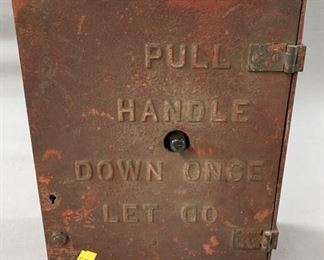 PULL
HANDLE
DOWN ONCE
LET GO